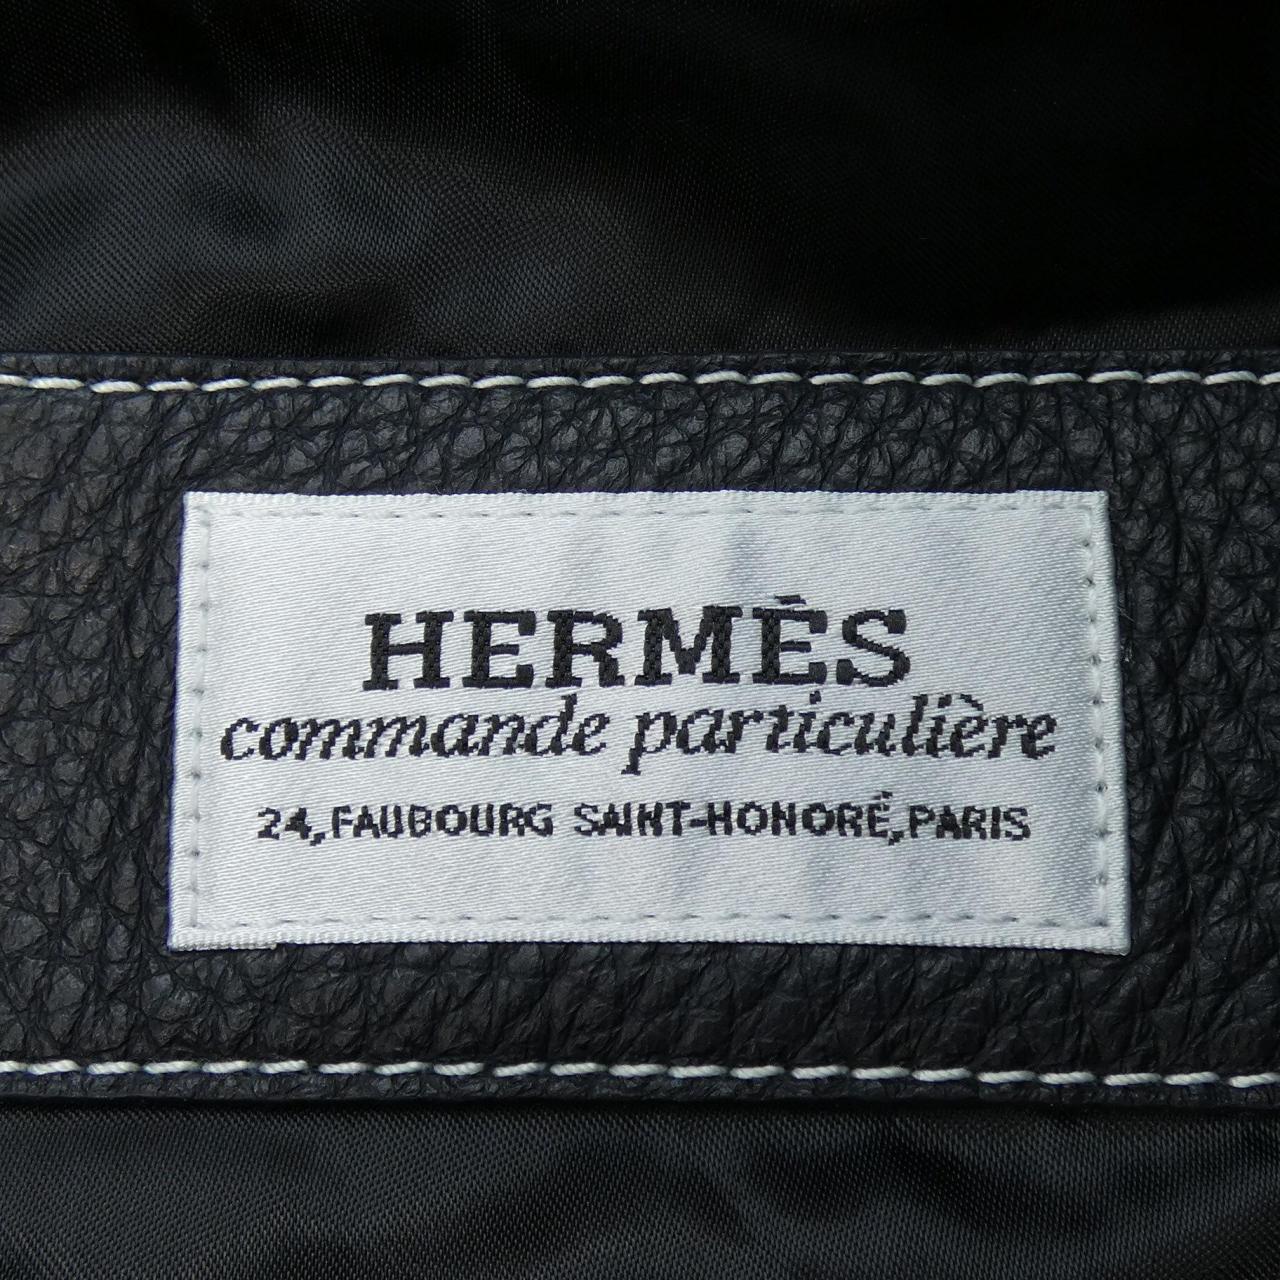 HERMÈS
commande particulière
24,FAUBOURG SAINT-HONORÉ,PARIS